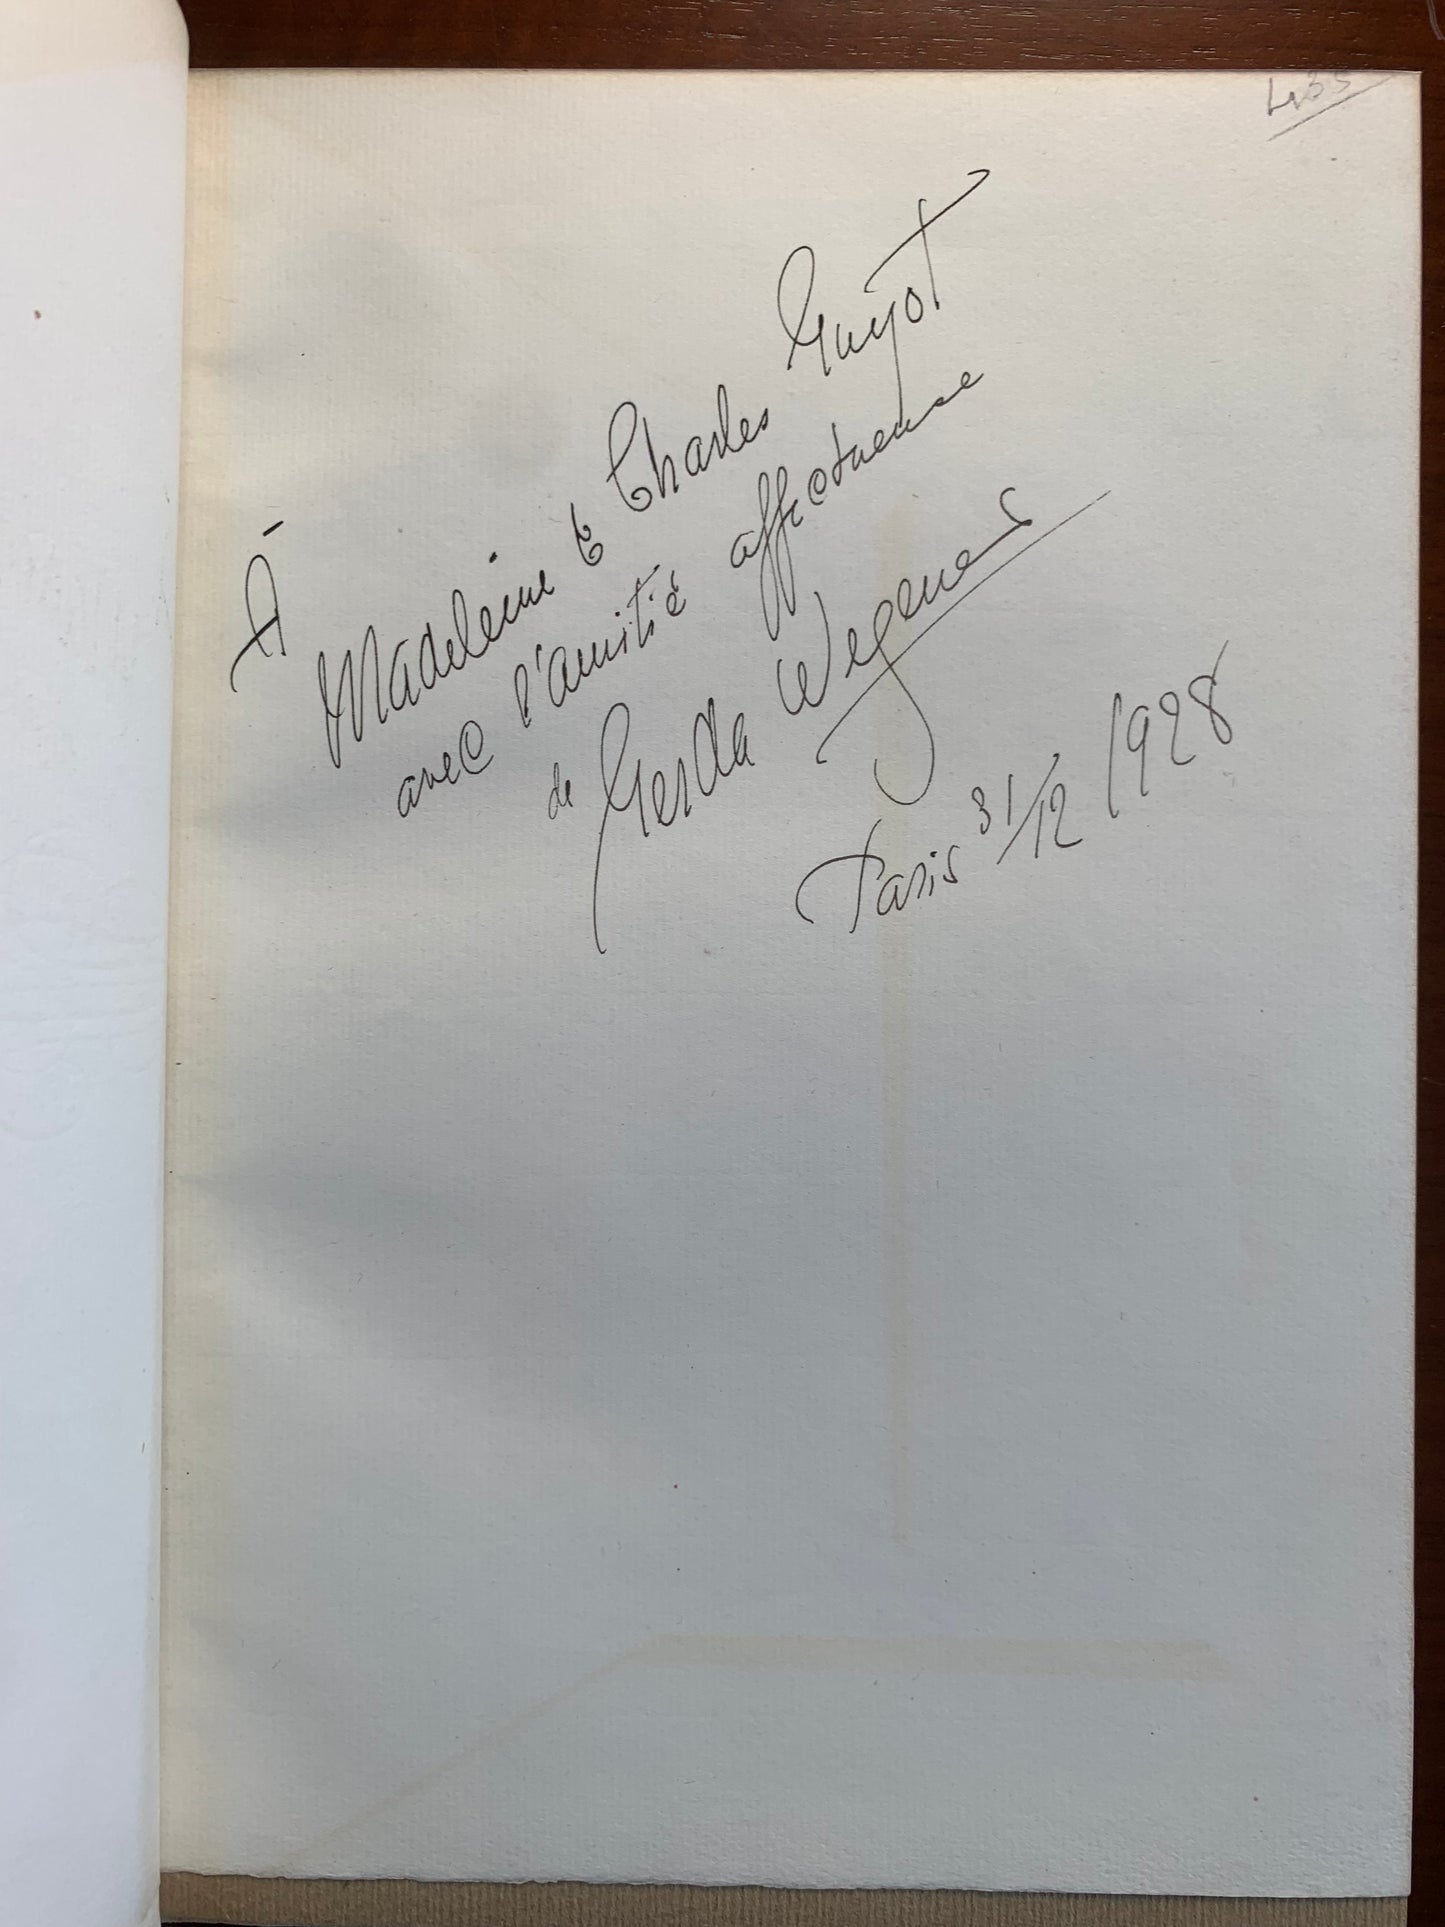 À
Madeleine & Charles Guyot
avec l'amitié affectueuse
de Gerda Wegener
Paris 31/12 1928